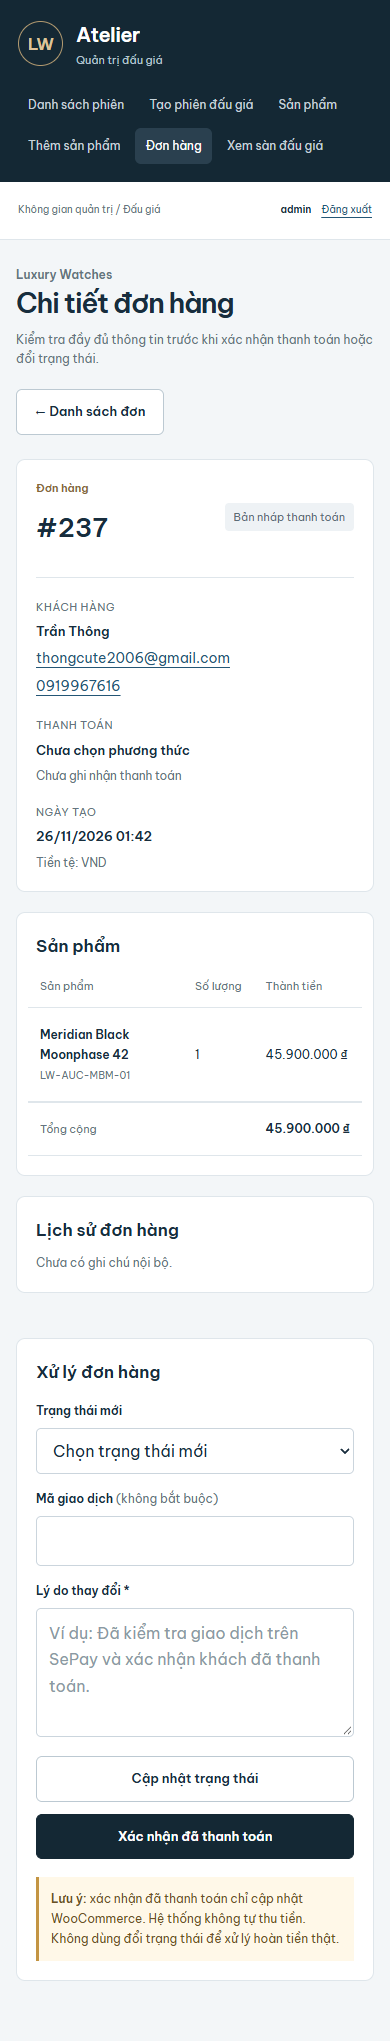 LW
Atelier
Quản trị đấu giá
Danh sách phiên
Tạo phiên đấu giá
Sản phẩm
Thêm sản phẩm
Đơn hàng
Xem sàn đấu giá
Không gian quản trị / Đấu giá
admin
Đăng xuất
Luxury Watches
Chi tiết đơn hàng
Kiểm tra đầy đủ thông tin trước khi xác nhận thanh toán hoặc
đổi trạng thái.
← Danh sách đơn
Đơn hàng
#237
Bản nháp thanh toán
KHÁCH HÀNG
Trần Thông
thongcute2006@gmail.com
0919967616
THANH TOÁN
Chưa chọn phương thức
Chưa ghi nhận thanh toán
NGÀY TẠO
26/11/2026 01:42
Tiền tệ: VND
Sản phẩm
Sản phẩm
Số lượng
Thành tiền
Meridian Black
Moonphase 42
LW-AUC-MBM-01
1
45.900.000 ₫
Tổng cộng
45.900.000 ₫
Lịch sử đơn hàng
Chưa có ghi chú nội bộ.
Xử lý đơn hàng
Trạng thái mới
Chọn trạng thái mới
Mã giao dịch (không bắt buộc)
Lý do thay đổi *
Ví dụ: Đã kiểm tra giao dịch trên
SePay và xác nhận khách đã thanh
toán.
Cập nhật trạng thái
Xác nhận đã thanh toán
Lưu ý: xác nhận đã thanh toán chỉ cập nhật
WooCommerce. Hệ thống không tự thu tiền.
Không dùng đổi trạng thái để xử lý hoàn tiền thật.